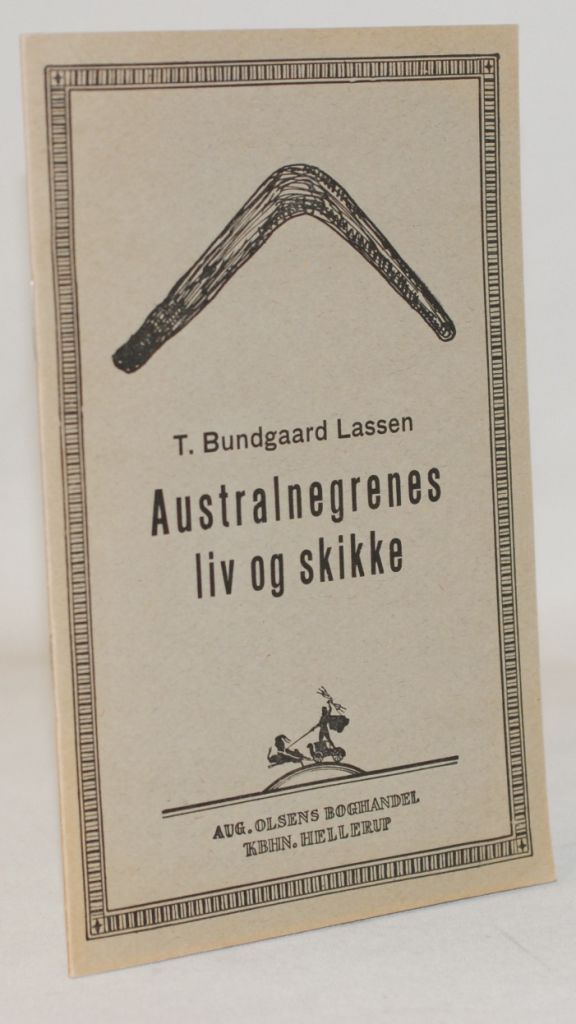 T. Bundgaard Lassen
Australnegrenes
liv og skikke
AUG. OLSENS BOGHANDEL
KBHN. HELLERUP